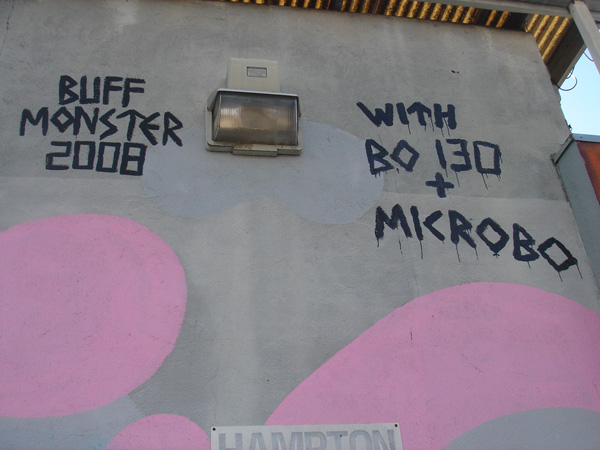 BUFF
MONSTER
2008
WITH
BO 130
+
MICROBO
HAMPTON